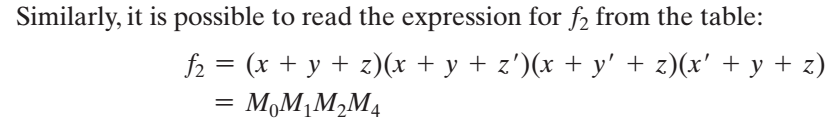 Similarly, it is possible to read the expression for f₂ from the table:
f₂ = (x + y + z)(x + y + z′)(x + y′ + z)(x′ + y + z)
= M₀M₁M₂M₄